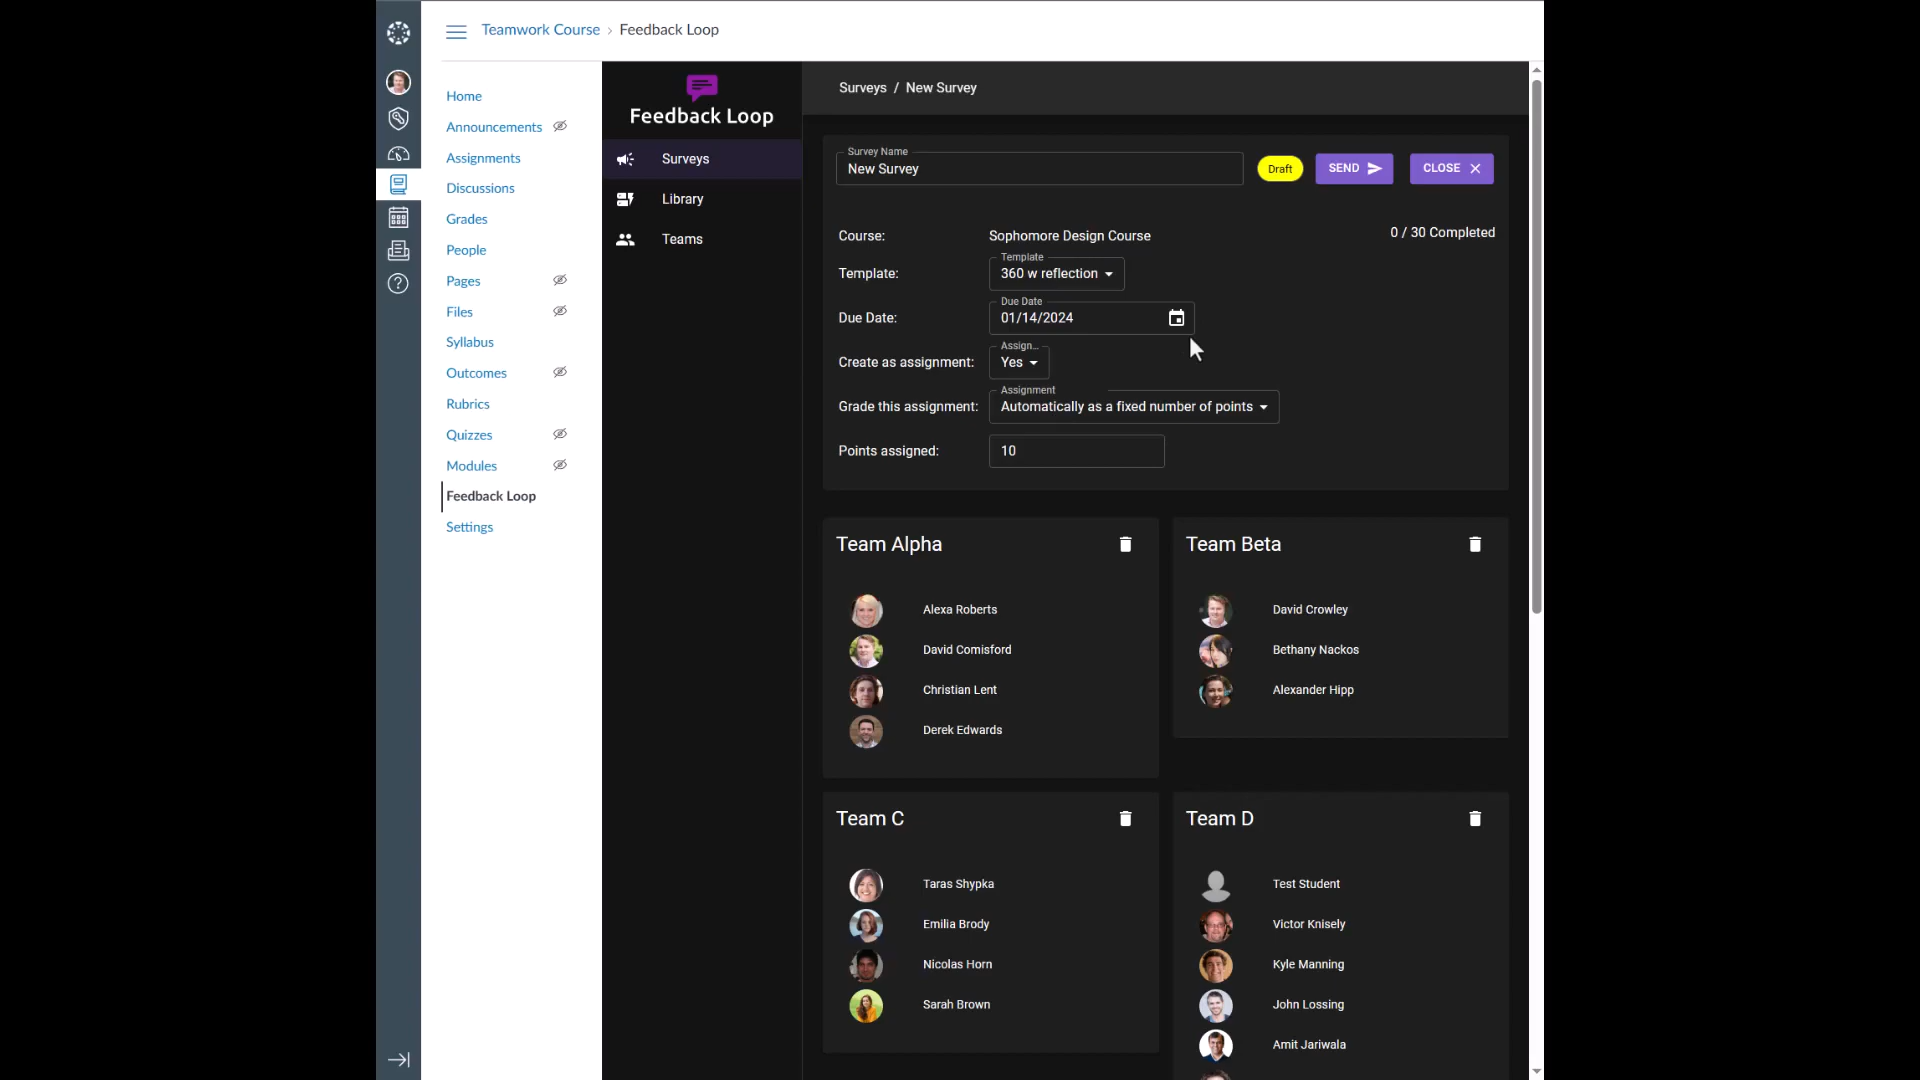 Teamwork Course › Feedback Loop
Home
Announcements
Assignments
Discussions
Grades
People
Pages
Files
Syllabus
Outcomes
Rubrics
Quizzes
Modules
Feedback Loop
Settings
Feedback Loop
Surveys
Library
Teams
Surveys / New Survey
Survey Name
New Survey
Draft
SEND
CLOSE
Course: Sophomore Design Course
0 / 30 Completed
Template
Template: 360 w reflection
Due Date
Due Date: 01/14/2024
Assign...
Create as assignment: Yes
Assignment
Grade this assignment: Automatically as a fixed number of points
Points assigned: 10
Team Alpha
Alexa Roberts
David Comisford
Christian Lent
Derek Edwards
Team Beta
David Crowley
Bethany Nackos
Alexander Hipp
Team C
Taras Shypka
Emilia Brody
Nicolas Horn
Sarah Brown
Team D
Test Student
Victor Knisely
Kyle Manning
John Lossing
Amit Jariwala